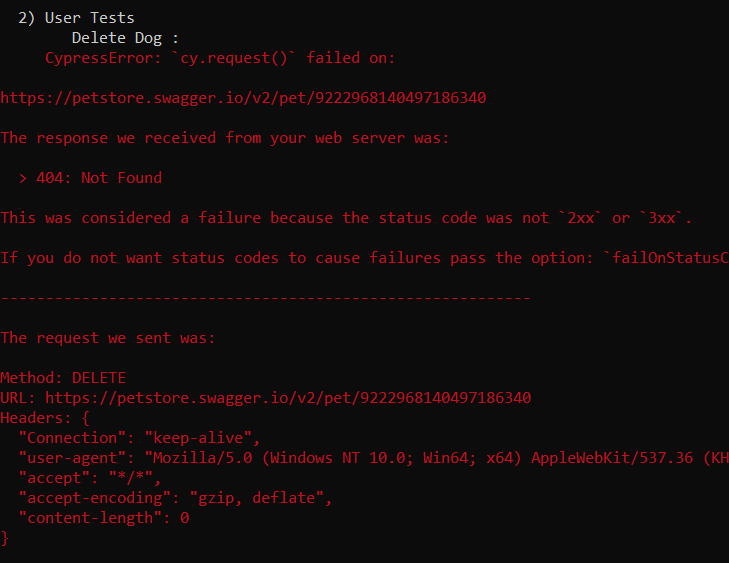 2) User Tests
Delete Dog :
CypressError: `cy.request()` failed on:
https://petstore.swagger.io/v2/pet/9222968140497186340
The response we received from your web server was:
> 404: Not Found
This was considered a failure because the status code was not `2xx` or `3xx`.
If you do not want status codes to cause failures pass the option: `failOnStatusC
-----------------------------------------------------------
The request we sent was:
Method: DELETE
URL: https://petstore.swagger.io/v2/pet/9222968140497186340
Headers: {
"Connection": "keep-alive",
"user-agent": "Mozilla/5.0 (Windows NT 10.0; Win64; x64) AppleWebKit/537.36 (KH
"accept": "*/*",
"accept-encoding": "gzip, deflate",
"content-length": 0
}